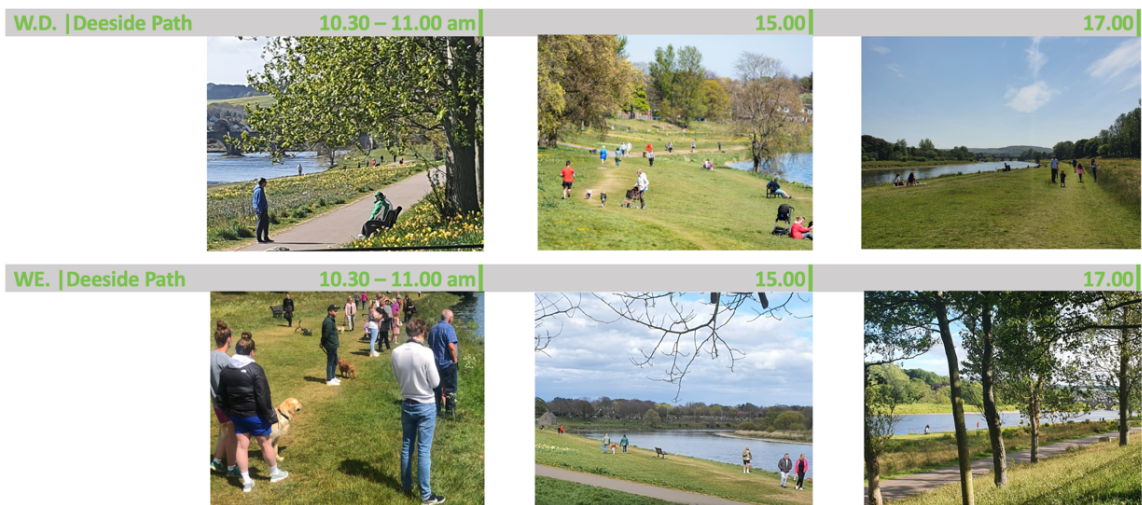 W.D. |Deeside Path 10.30 – 11.00 am 15.00 17.00
WE. |Deeside Path 10.30 – 11.00 am 15.00 17.00